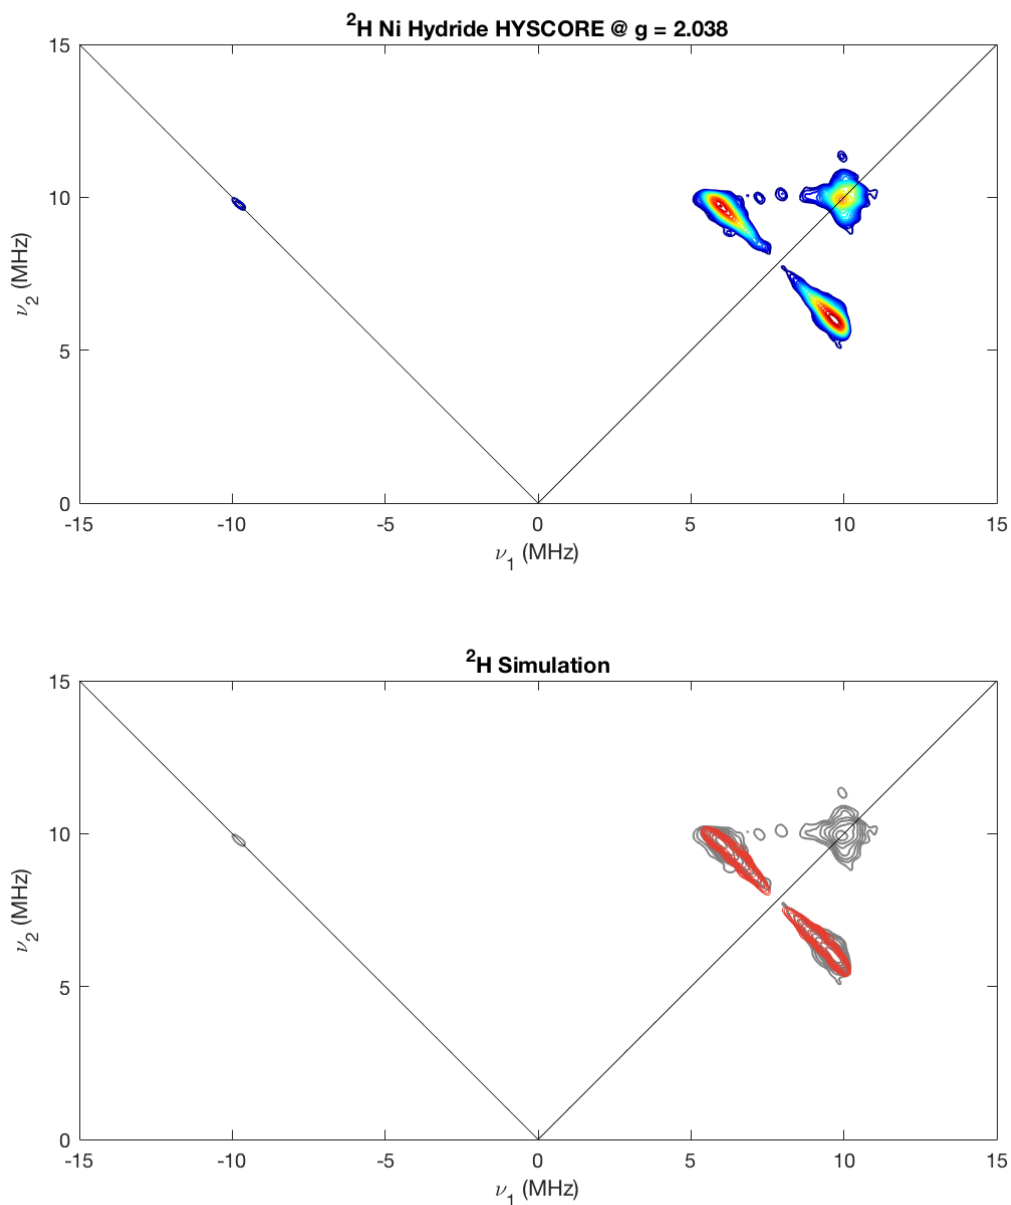 ²H Ni Hydride HYSCORE @ g = 2.038
15
10
5
0
ν₂ (MHz)
-15 -10 -5 0 5 10 15
ν₁ (MHz)
²H Simulation
15
10
5
0
ν₂ (MHz)
-15 -10 -5 0 5 10 15
ν₁ (MHz)